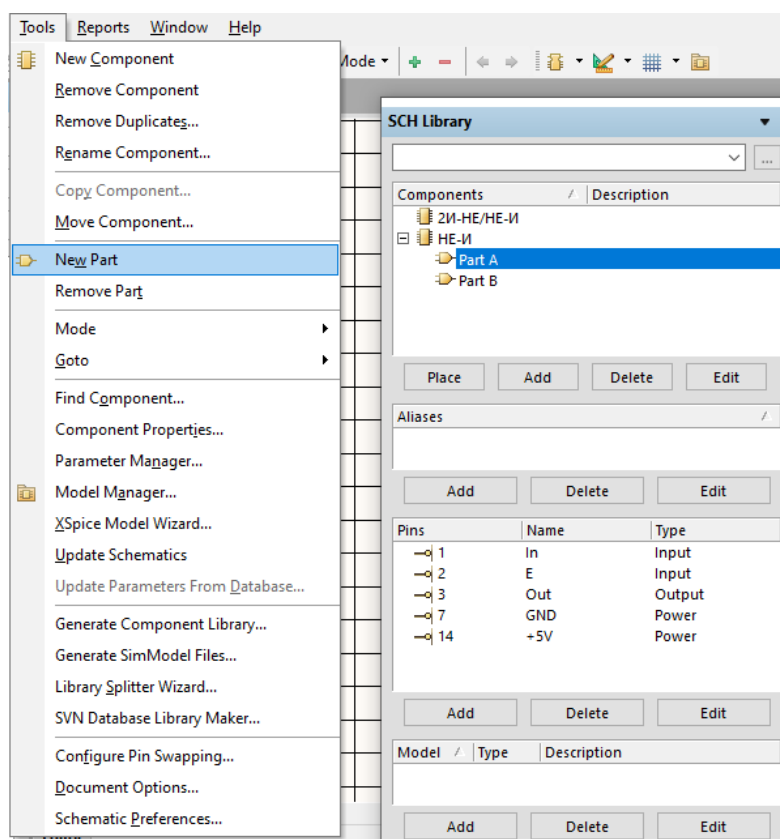 Tools Reports Window Help
New Component
Remove Component
Remove Duplicates...
Rename Component...
Copy Component...
Move Component...
New Part
Remove Part
Mode
Goto
Find Component...
Component Properties...
Parameter Manager...
Model Manager...
XSpice Model Wizard...
Update Schematics
Update Parameters From Database...
Generate Component Library...
Generate SimModel Files...
Library Splitter Wizard...
SVN Database Library Maker...
Configure Pin Swapping...
Document Options...
Schematic Preferences...
Mode
SCH Library
...
Components Description
2И-НЕ/НЕ-И
НЕ-И
Part A
Part B
Place Add Delete Edit
Aliases
Add Delete Edit
Pins Name Type
1 In Input
2 E Input
3 Out Output
7 GND Power
14 +5V Power
Add Delete Edit
Model Type Description
Add Delete Edit